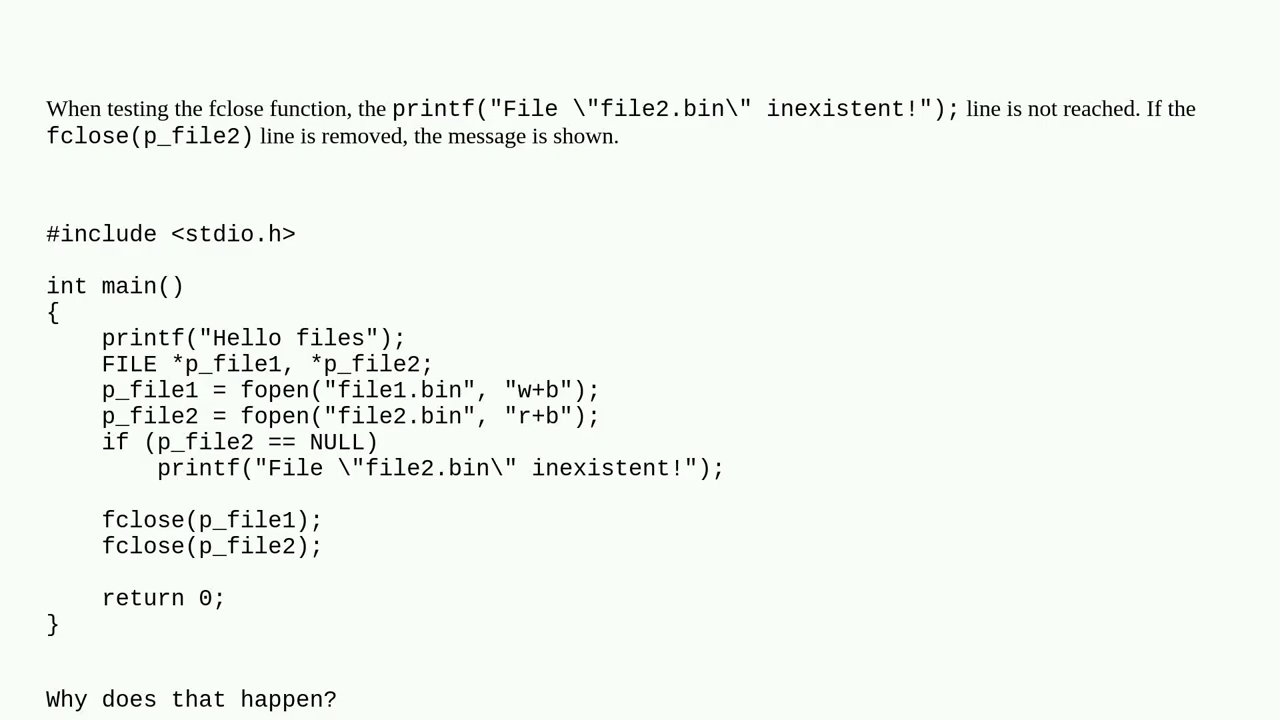 When testing the fclose function, the printf("File \"file2.bin\" inexistent!"); line is not reached. If the
fclose(p_file2) line is removed, the message is shown.
#include <stdio.h>
int main()
{
    printf("Hello files");
    FILE *p_file1, *p_file2;
    p_file1 = fopen("file1.bin", "w+b");
    p_file2 = fopen("file2.bin", "r+b");
    if (p_file2 == NULL)
        printf("File \"file2.bin\" inexistent!");
    fclose(p_file1);
    fclose(p_file2);
    return 0;
}
Why does that happen?